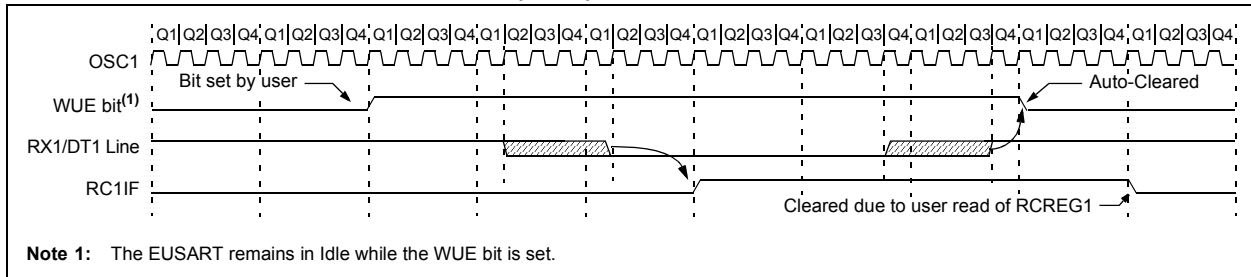 Q1 Q2 Q3 Q4 Q1 Q2 Q3 Q4 Q1 Q2 Q3 Q4 Q1 Q2 Q3 Q4 Q1 Q2 Q3 Q4 Q1 Q2 Q3 Q4 Q1 Q2 Q3 Q4 Q1 Q2 Q3 Q4 Q1 Q2 Q3 Q4 Q1 Q2 Q3 Q4
OSC1
Bit set by user
Auto-Cleared
WUE bit(1)
RX1/DT1 Line
RC1IF
Cleared due to user read of RCREG1
Note 1: The EUSART remains in Idle while the WUE bit is set.